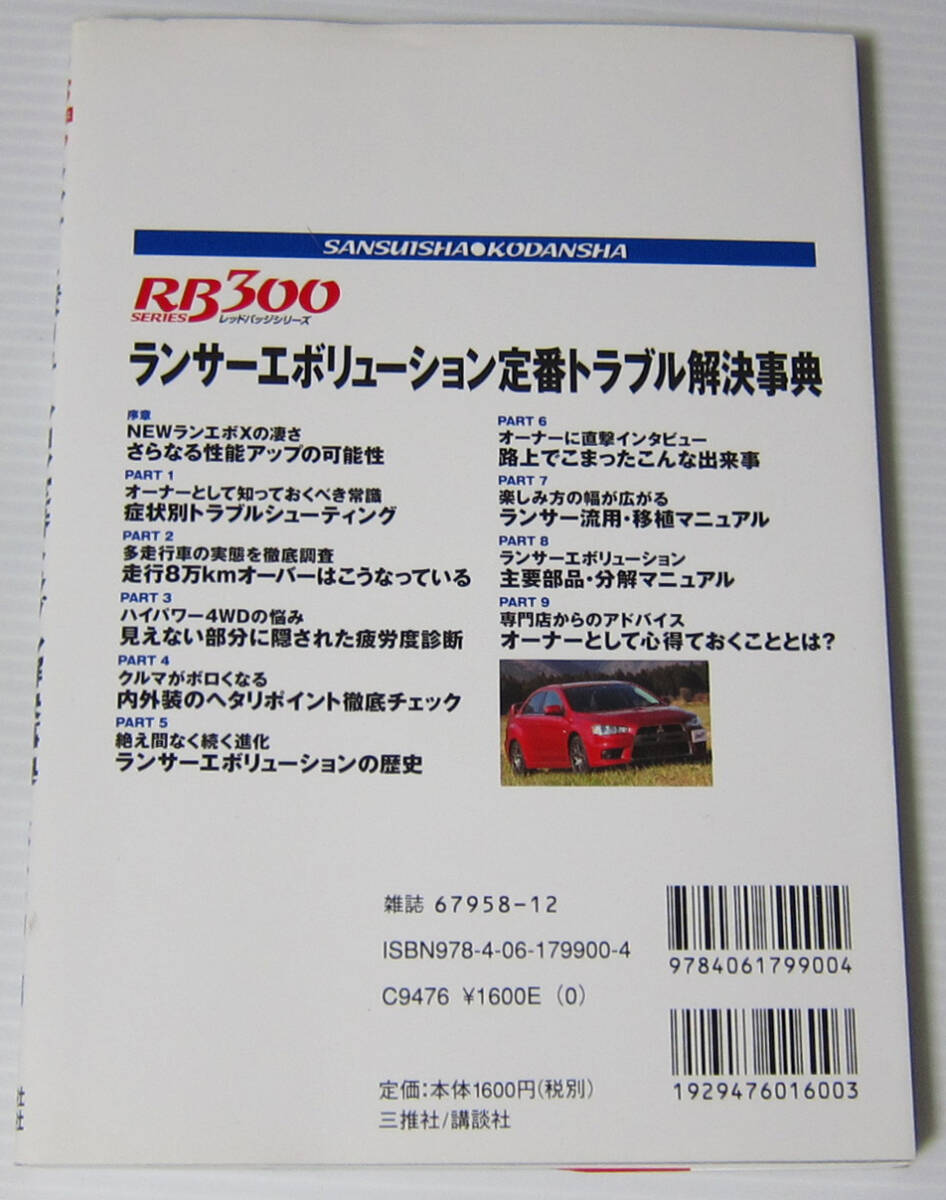 SANSUISHA●KODANSHA
RB300
SERIES レッドバッジシリーズ
ランサーエボリューション定番トラブル解決事典
序章
NEWランエボXの凄さ
さらなる性能アップの可能性
PART 1
オーナーとして知っておくべき常識
症状別トラブルシューティング
PART 2
多走行車の実態を徹底調査
走行8万kmオーバーはこうなっている
PART 3
ハイパワー4WDの悩み
見えない部分に隠された疲労度診断
PART 4
クルマがボロくなる
内外装のヘタリポイント徹底チェック
PART 5
絶え間なく続く進化
ランサーエボリューションの歴史
PART 6
オーナーに直撃インタビュー
路上でこまったこんな出来事
PART 7
楽しみ方の幅が広がる
ランサー流用・移植マニュアル
PART 8
ランサーエボリューション
主要部品・分解マニュアル
PART 9
専門店からのアドバイス
オーナーとして心得ておくこととは?
雑誌 67958-12
ISBN978-4-06-179900-4
C9476 ¥1600E (0)
定価:本体1600円(税別)
三推社/講談社
9784061799004
1929476016003